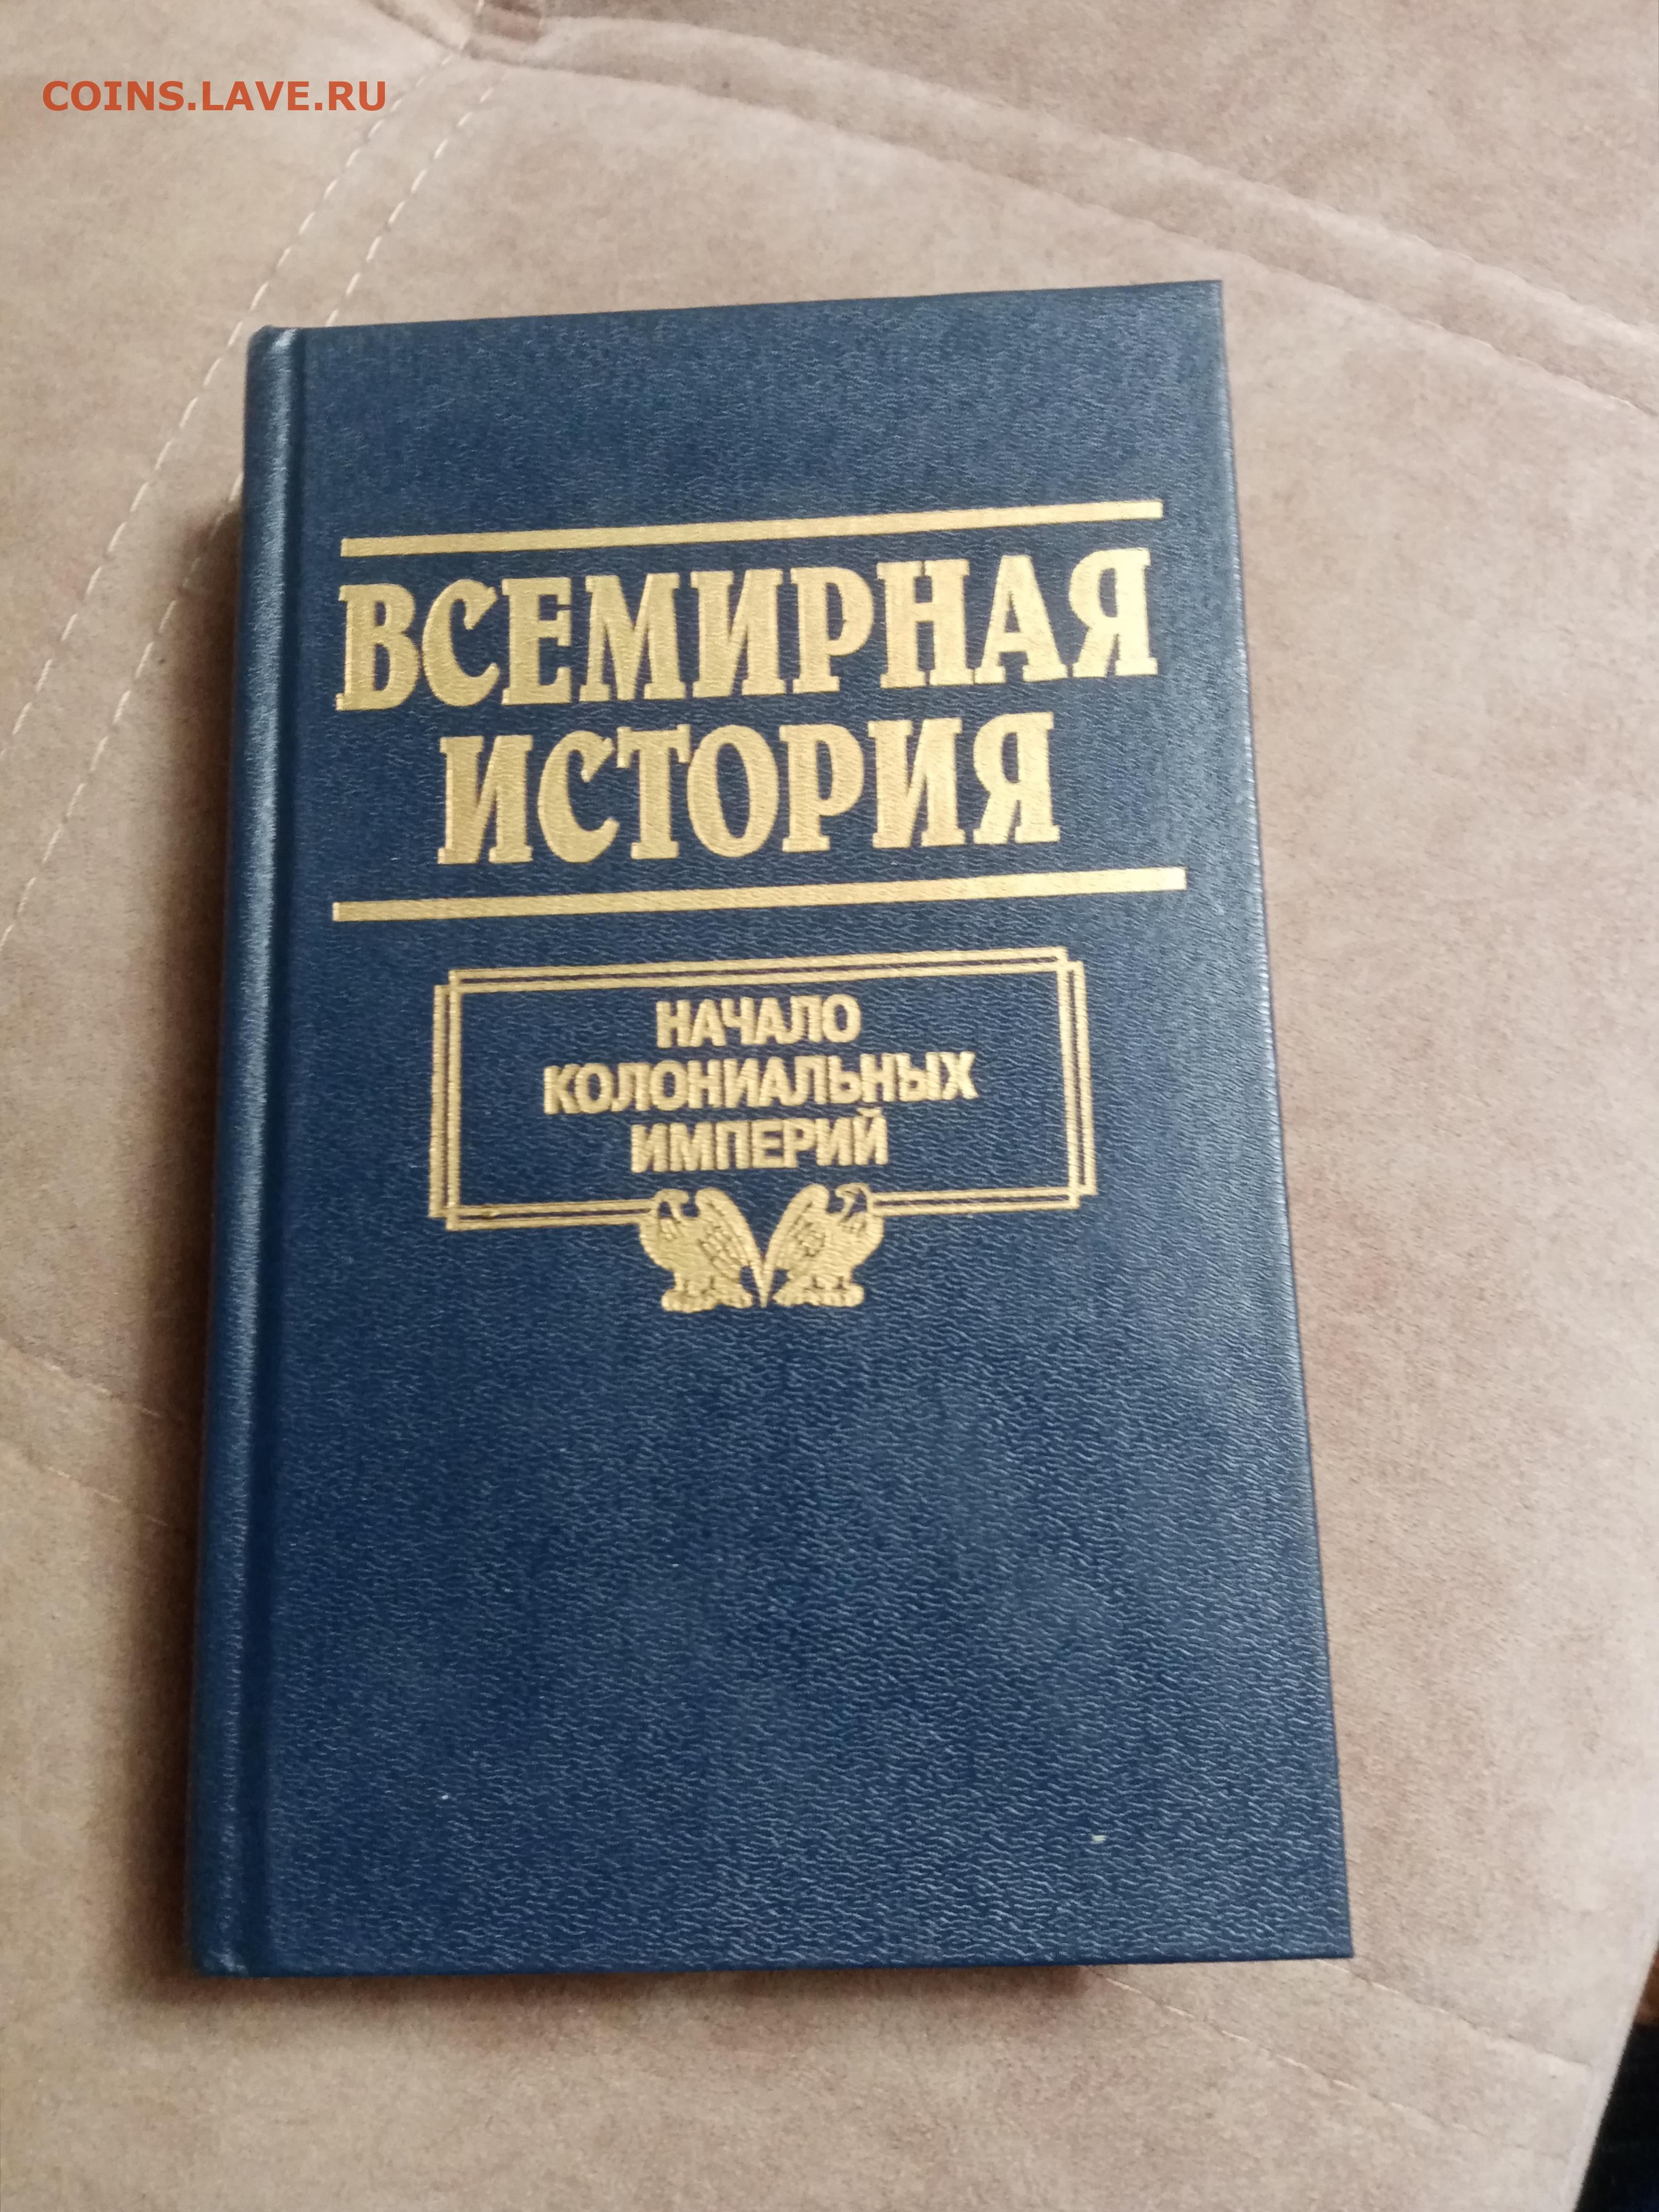 COINS.LAVE.RU
ВСЕМИРНАЯ
ИСТОРИЯ
НАЧАЛО
КОЛОНИАЛЬНЫХ
ИМПЕРИЙ